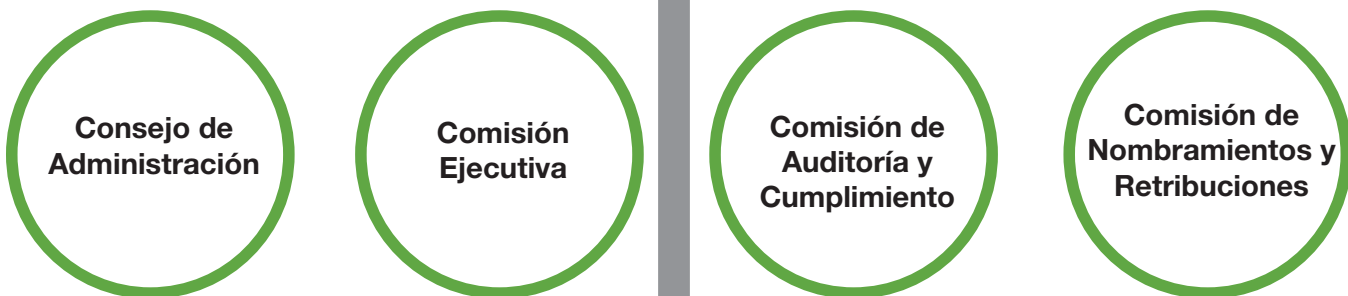 Consejo de
Administración
Comisión
Ejecutiva
Comisión de
Auditoría y
Cumplimiento
Comisión de
Nombramientos y
Retribuciones